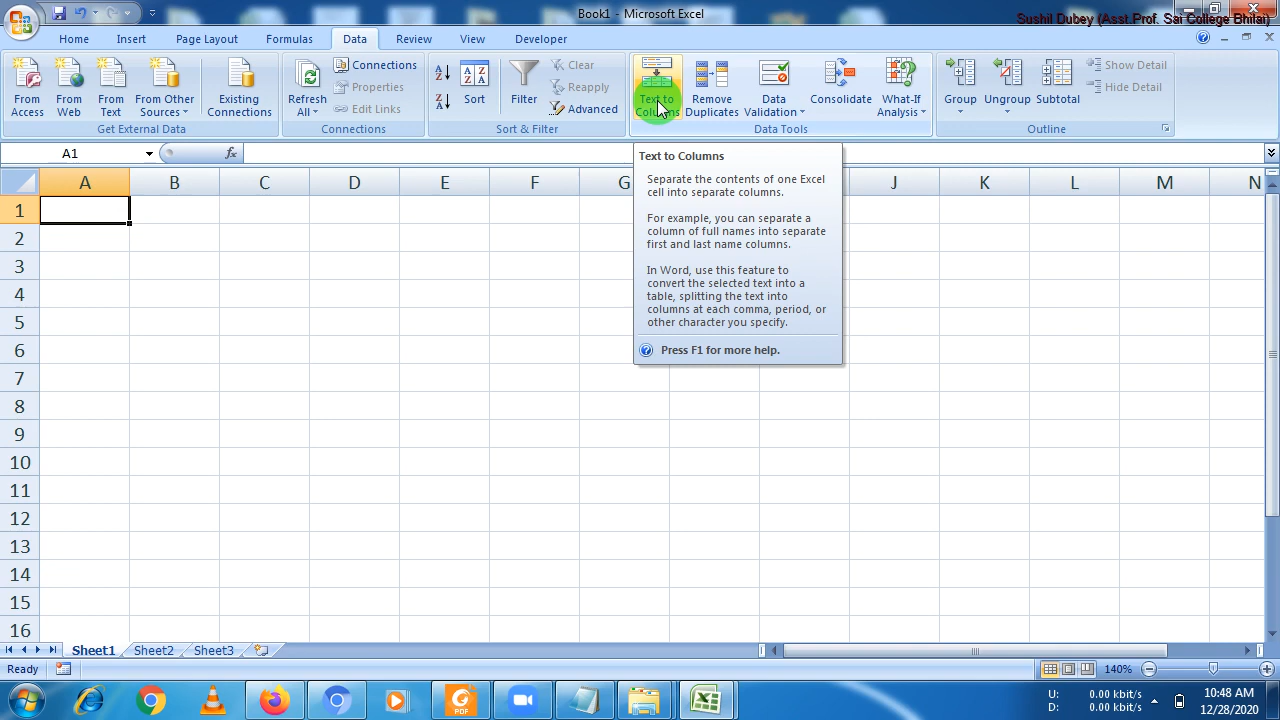 Book1 - Microsoft Excel
Sushil Dubey (Asst.Prof. Sai College Bhilai)
Home Insert Page Layout Formulas Data Review View Developer
From Access
From Web
From Text
From Other Sources
Existing Connections
Get External Data
Refresh All
Connections
Properties
Edit Links
Connections
Sort
Filter
Clear
Reapply
Advanced
Sort & Filter
Text to Columns
Remove Duplicates
Data Validation
Consolidate
What-If Analysis
Data Tools
Group
Ungroup
Subtotal
Show Detail
Hide Detail
Outline
A1
fx
A B C D E F G J K L M N
1
2
3
4
5
6
7
8
9
10
11
12
13
14
15
16
Text to Columns
Separate the contents of one Excel
cell into separate columns.
For example, you can separate a
column of full names into separate
first and last name columns.
In Word, use this feature to
convert the selected text into a
table, splitting the text into
columns at each comma, period, or
other character you specify.
Press F1 for more help.
Sheet1 Sheet2 Sheet3
Ready
140%
U: 0.00 kbit/s
D: 0.00 kbit/s
10:48 AM
12/28/2020
PDF